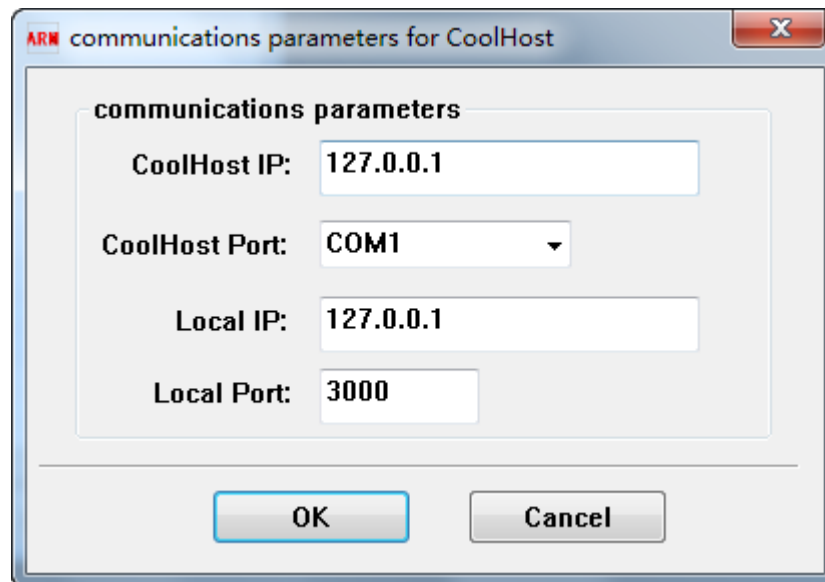 ARM communications parameters for CoolHost
communications parameters
CoolHost IP: 127.0.0.1
CoolHost Port: COM1
Local IP: 127.0.0.1
Local Port: 3000
OK Cancel